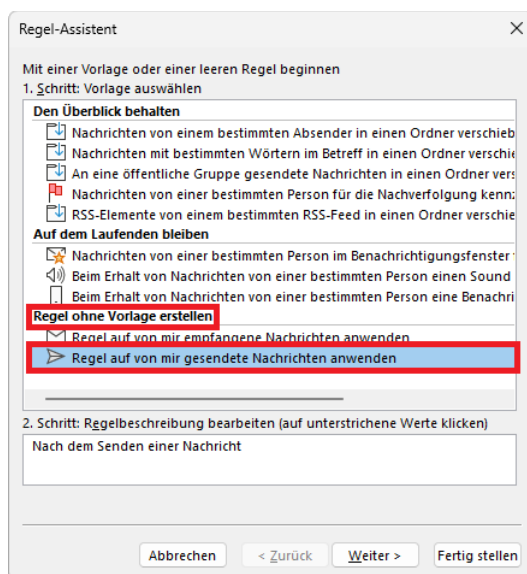 Regel-Assistent
Mit einer Vorlage oder einer leeren Regel beginnen
1. Schritt: Vorlage auswählen
Den Überblick behalten
Nachrichten von einem bestimmten Absender in einen Ordner verschieb
Nachrichten mit bestimmten Wörtern im Betreff in einen Ordner verschie
An eine öffentliche Gruppe gesendete Nachrichten in einen Ordner vers
Nachrichten von einer bestimmten Person für die Nachverfolgung kennz
RSS-Elemente von einem bestimmten RSS-Feed in einen Ordner verschie
Auf dem Laufenden bleiben
Nachrichten von einer bestimmten Person im Benachrichtigungsfenster
Beim Erhalt von Nachrichten von einer bestimmten Person einen Sound
Beim Erhalt von Nachrichten von einer bestimmten Person eine Benachri
Regel ohne Vorlage erstellen
Regel auf von mir empfangene Nachrichten anwenden
Regel auf von mir gesendete Nachrichten anwenden
2. Schritt: Regelbeschreibung bearbeiten (auf unterstrichene Werte klicken)
Nach dem Senden einer Nachricht
Abbrechen < Zurück Weiter > Fertig stellen